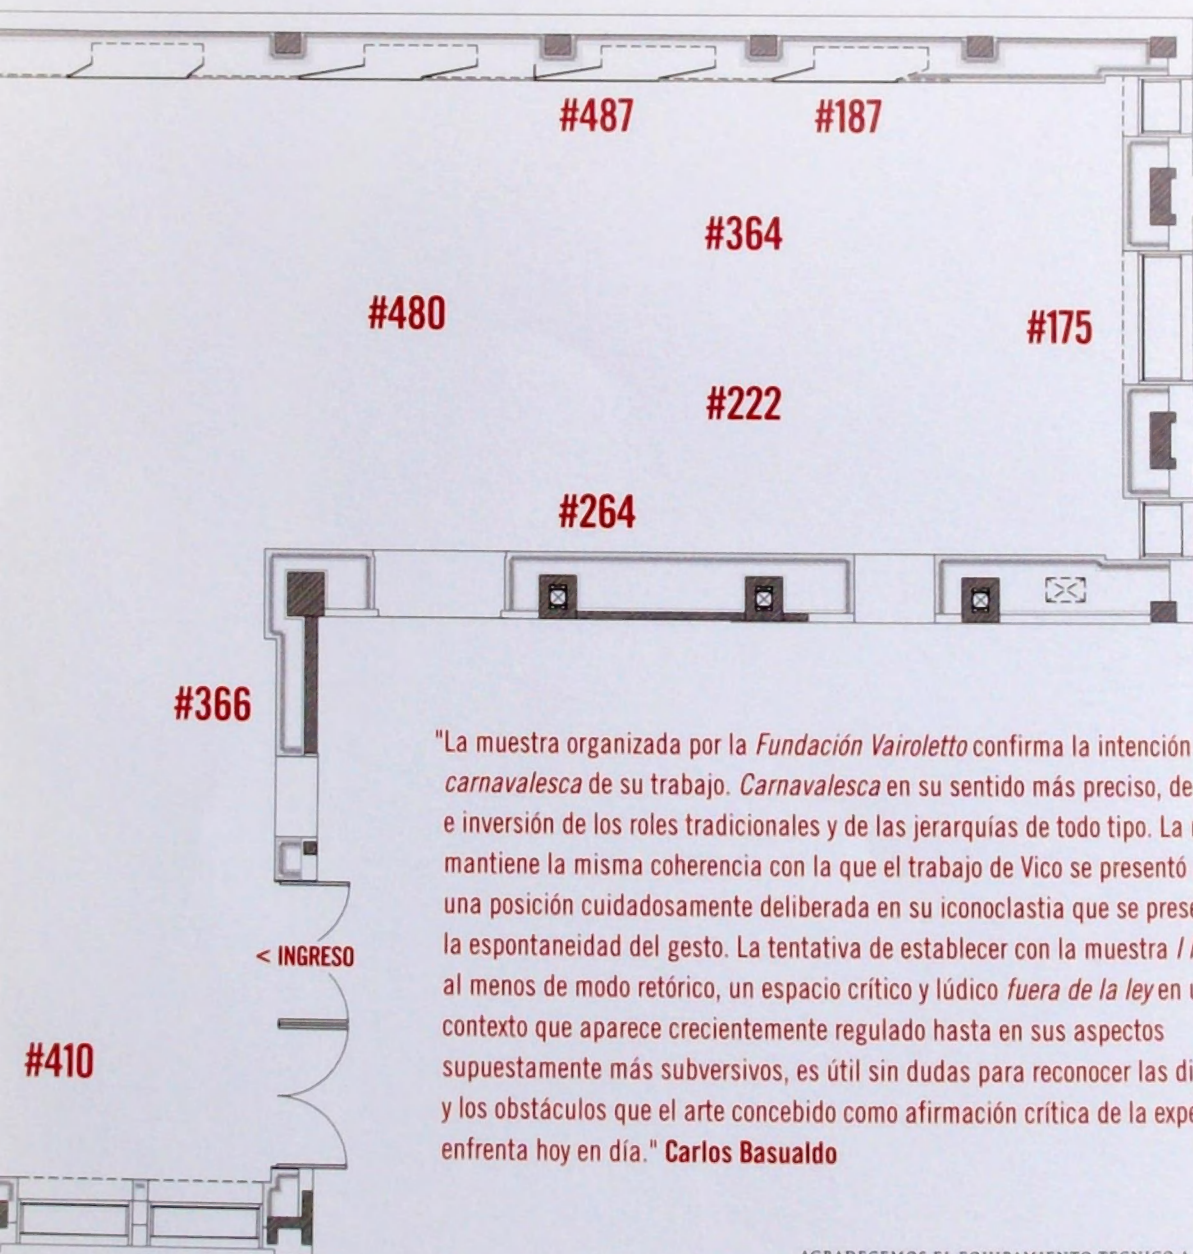 #487 #187
#364
#480 #175
#222
#264
#366
"La muestra organizada por la Fundación Vairoletto confirma la intención
carnavalesca de su trabajo. Carnavalesca en su sentido más preciso, de
e inversión de los roles tradicionales y de las jerarquías de todo tipo. La
mantiene la misma coherencia con la que el trabajo de Vico se presentó
una posición cuidadosamente deliberada en su iconoclastia que se pres
la espontaneidad del gesto. La tentativa de establecer con la muestra
al menos de modo retórico, un espacio crítico y lúdico fuera de la ley en
contexto que aparece crecientemente regulado hasta en sus aspectos
supuestamente más subversivos, es útil sin dudas para reconocer las di
y los obstáculos que el arte concebido como afirmación crítica de la expe
enfrenta hoy en día." Carlos Basualdo
< INGRESO
#410
AGRADECEMOS EL EQUIPAMIENTO TECNICO